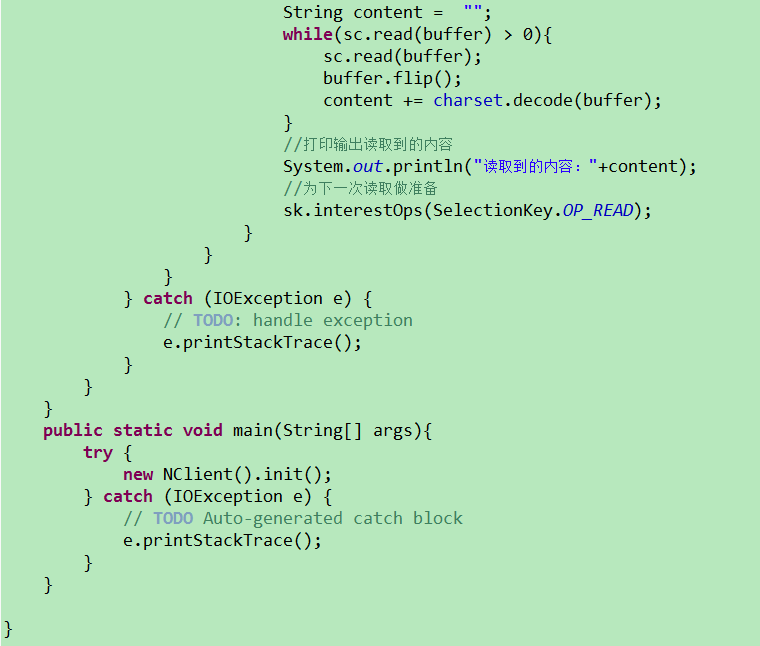 String content =  "";
while(sc.read(buffer) > 0){
sc.read(buffer);
buffer.flip();
content += charset.decode(buffer);
}
//打印输出读取到的内容
System.out.println("读取到的内容："+content);
//为下一次读取做准备
sk.interestOps(SelectionKey.OP_READ);
}
}
}
} catch (IOException e) {
// TODO: handle exception
e.printStackTrace();
}
}
}
public static void main(String[] args){
try {
new NClient().init();
} catch (IOException e) {
// TODO Auto-generated catch block
e.printStackTrace();
}
}
}